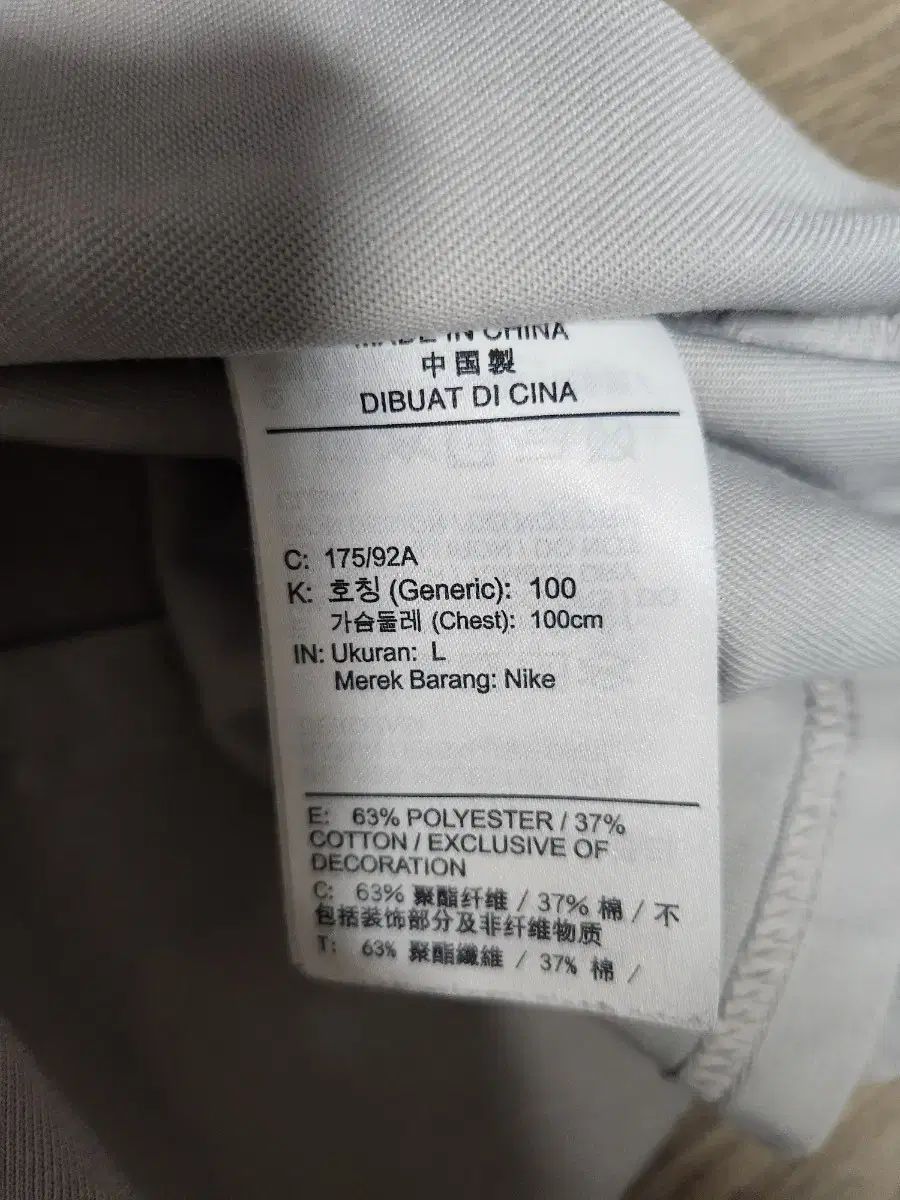 MADE IN CHINA
中国製
DIBUAT DI CINA
C: 175/92A
K: 호칭 (Generic): 100
가슴둘레 (Chest): 100cm
IN: Ukuran: L
Merek Barang: Nike
E: 63% POLYESTER / 37%
COTTON / EXCLUSIVE OF
DECORATION
C: 63% 聚酯纤维 / 37% 棉 / 不
包括装饰部分及非纤维物质
T: 63% 聚酯纖維 / 37% 棉 /